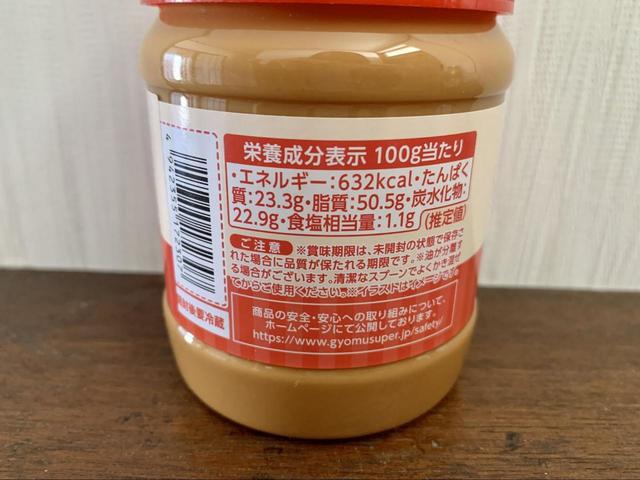 栄養成分表示 100g当たり
・エネルギー:632kcal・たんぱく
質:23.3g・脂質:50.5g・炭水化物:
22.9g・食塩相当量:1.1g (推定値)
ご注意 ※賞味期限は、未開封の状態で保存さ
れた場合に品質が保たれる期限です。※油が分離す
る場合がございます。清潔なスプーンでよくかき混ぜ
てからご使用ください。※イラストはイメージです。
商品の安全・安心への取り組みについて、
ホームページにて公開しております。
https://www.gyomusuper.jp/safety/
開封後要冷蔵